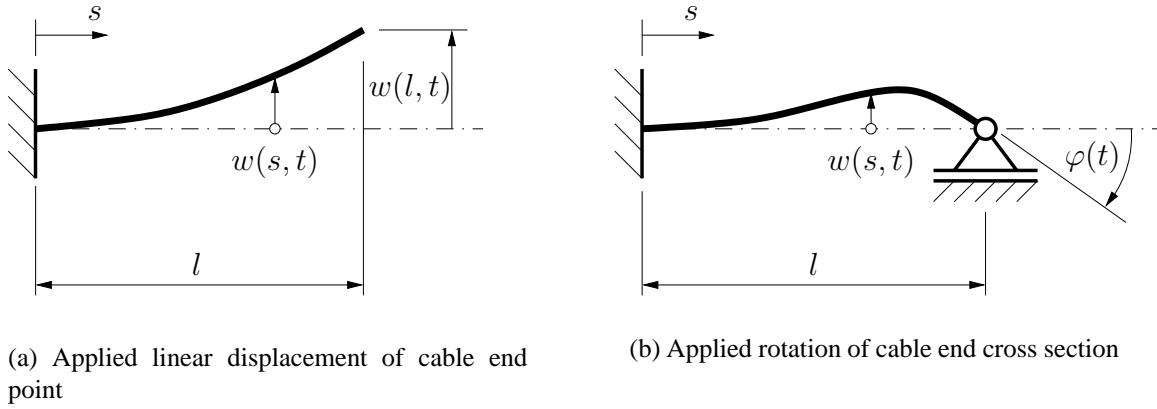 s
w(l, t)
w(s, t)
l
(a) Applied linear displacement of cable end
point
s
w(s, t)
φ(t)
l
(b) Applied rotation of cable end cross section